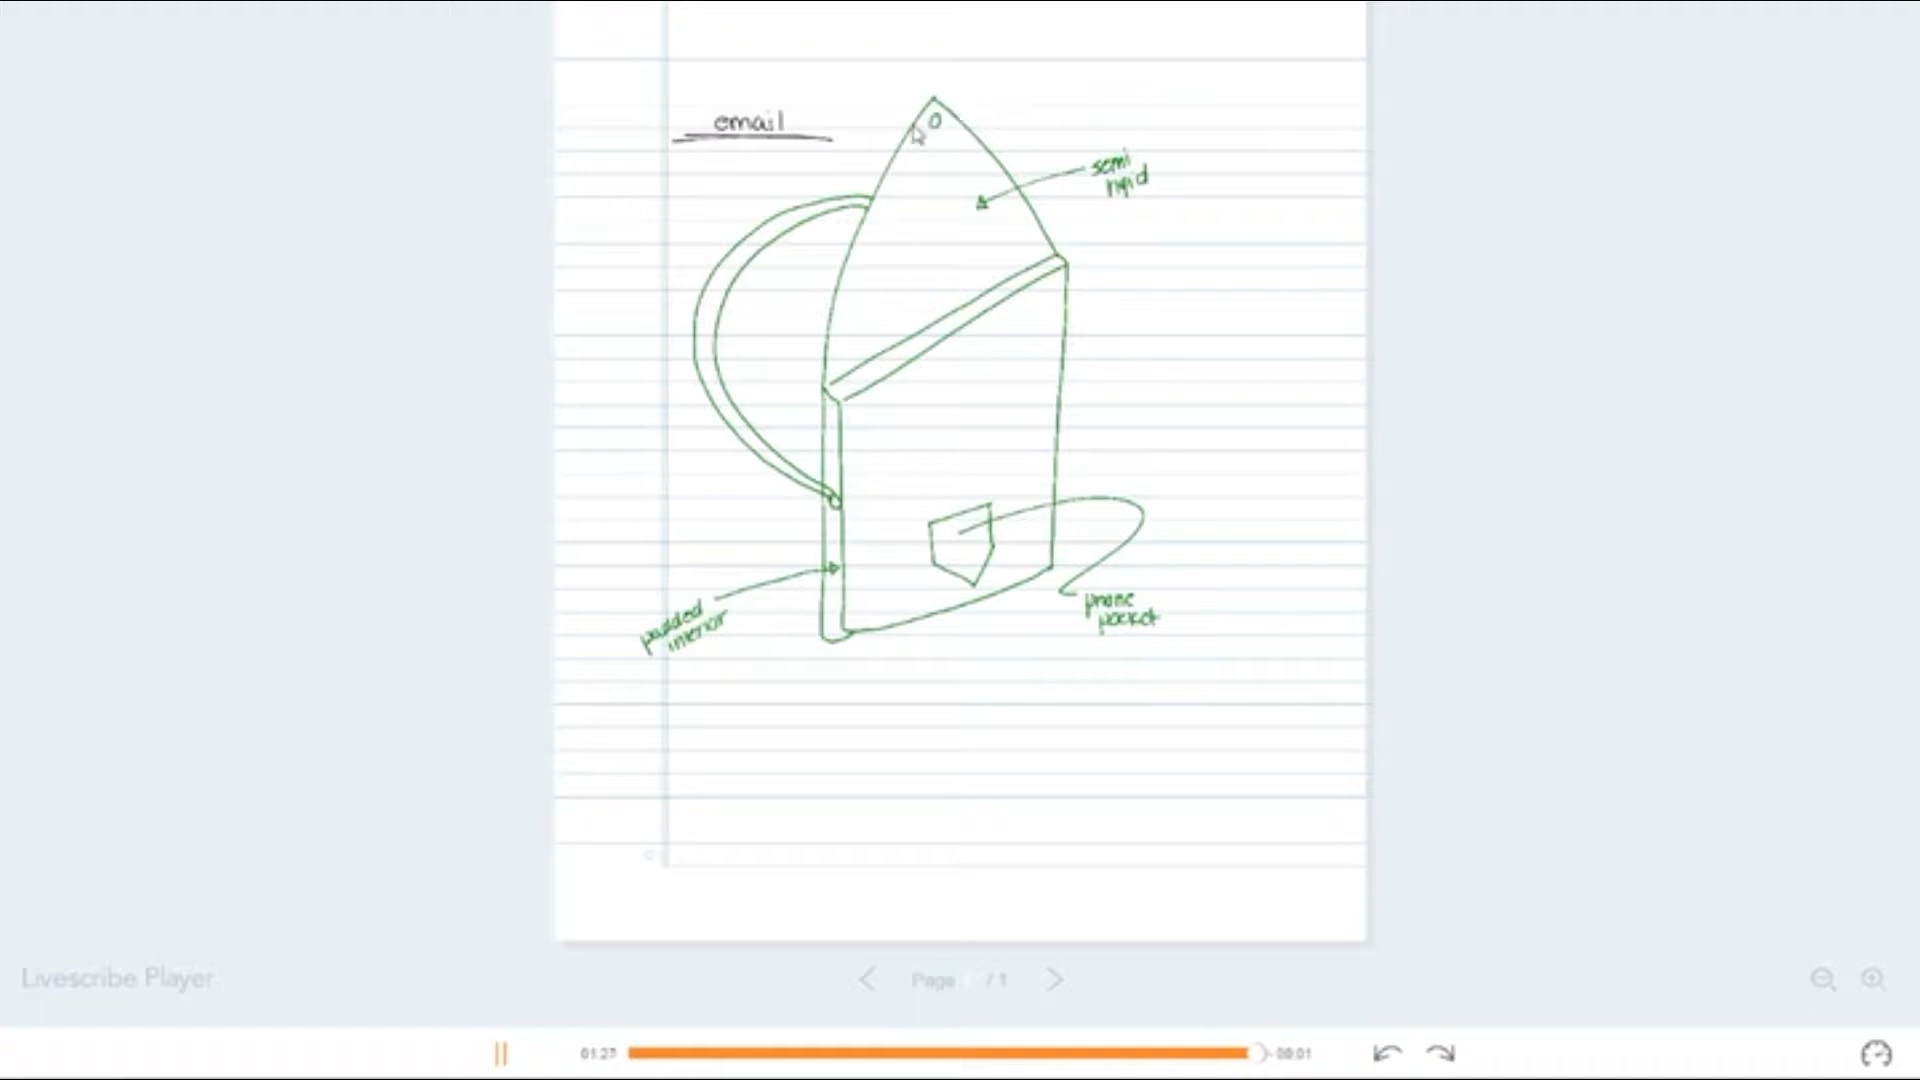 email
semi
rigid
padded
interior
phone
pocket
Livescribe Player
Page / 1
01:27
-00:01